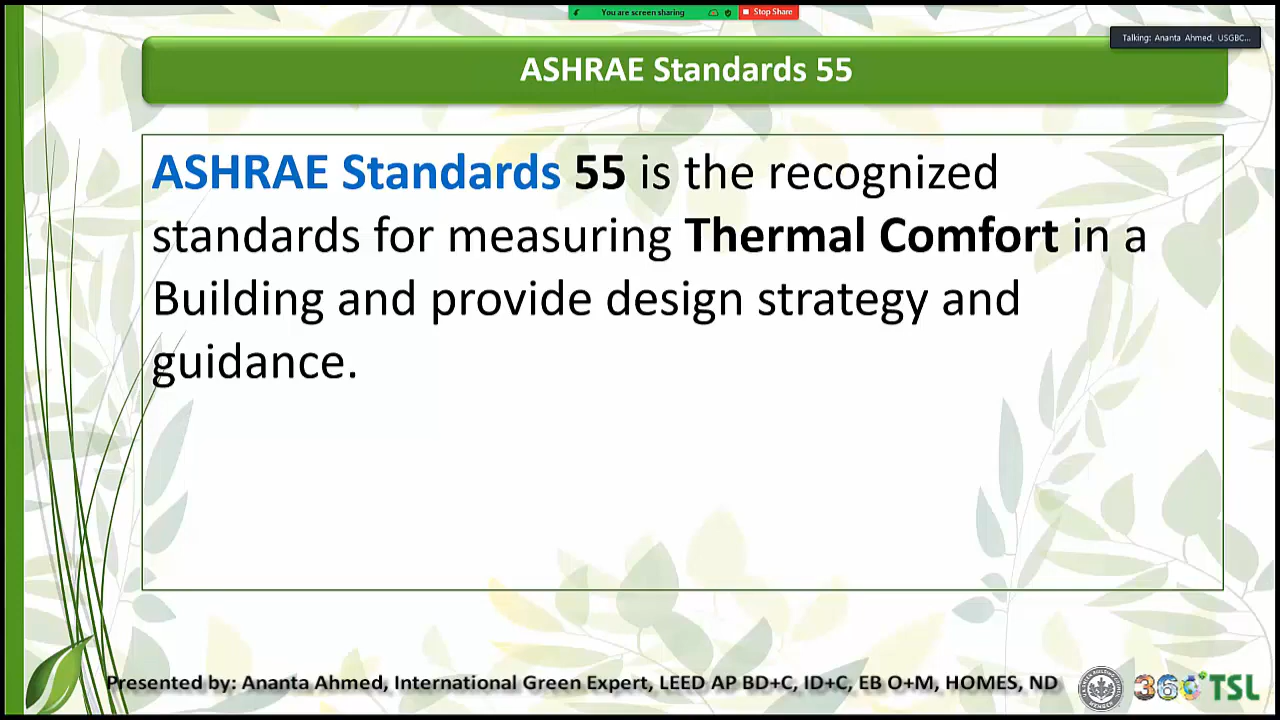 You are screen sharing
Stop Share
Talking: Ananta Ahmed, USGBC...
ASHRAE Standards 55
ASHRAE Standards 55 is the recognized
standards for measuring Thermal Comfort in a
Building and provide design strategy and
guidance.
Presented by: Ananta Ahmed, International Green Expert, LEED AP BD+C, ID+C, EB O+M, HOMES, ND
360 TSL